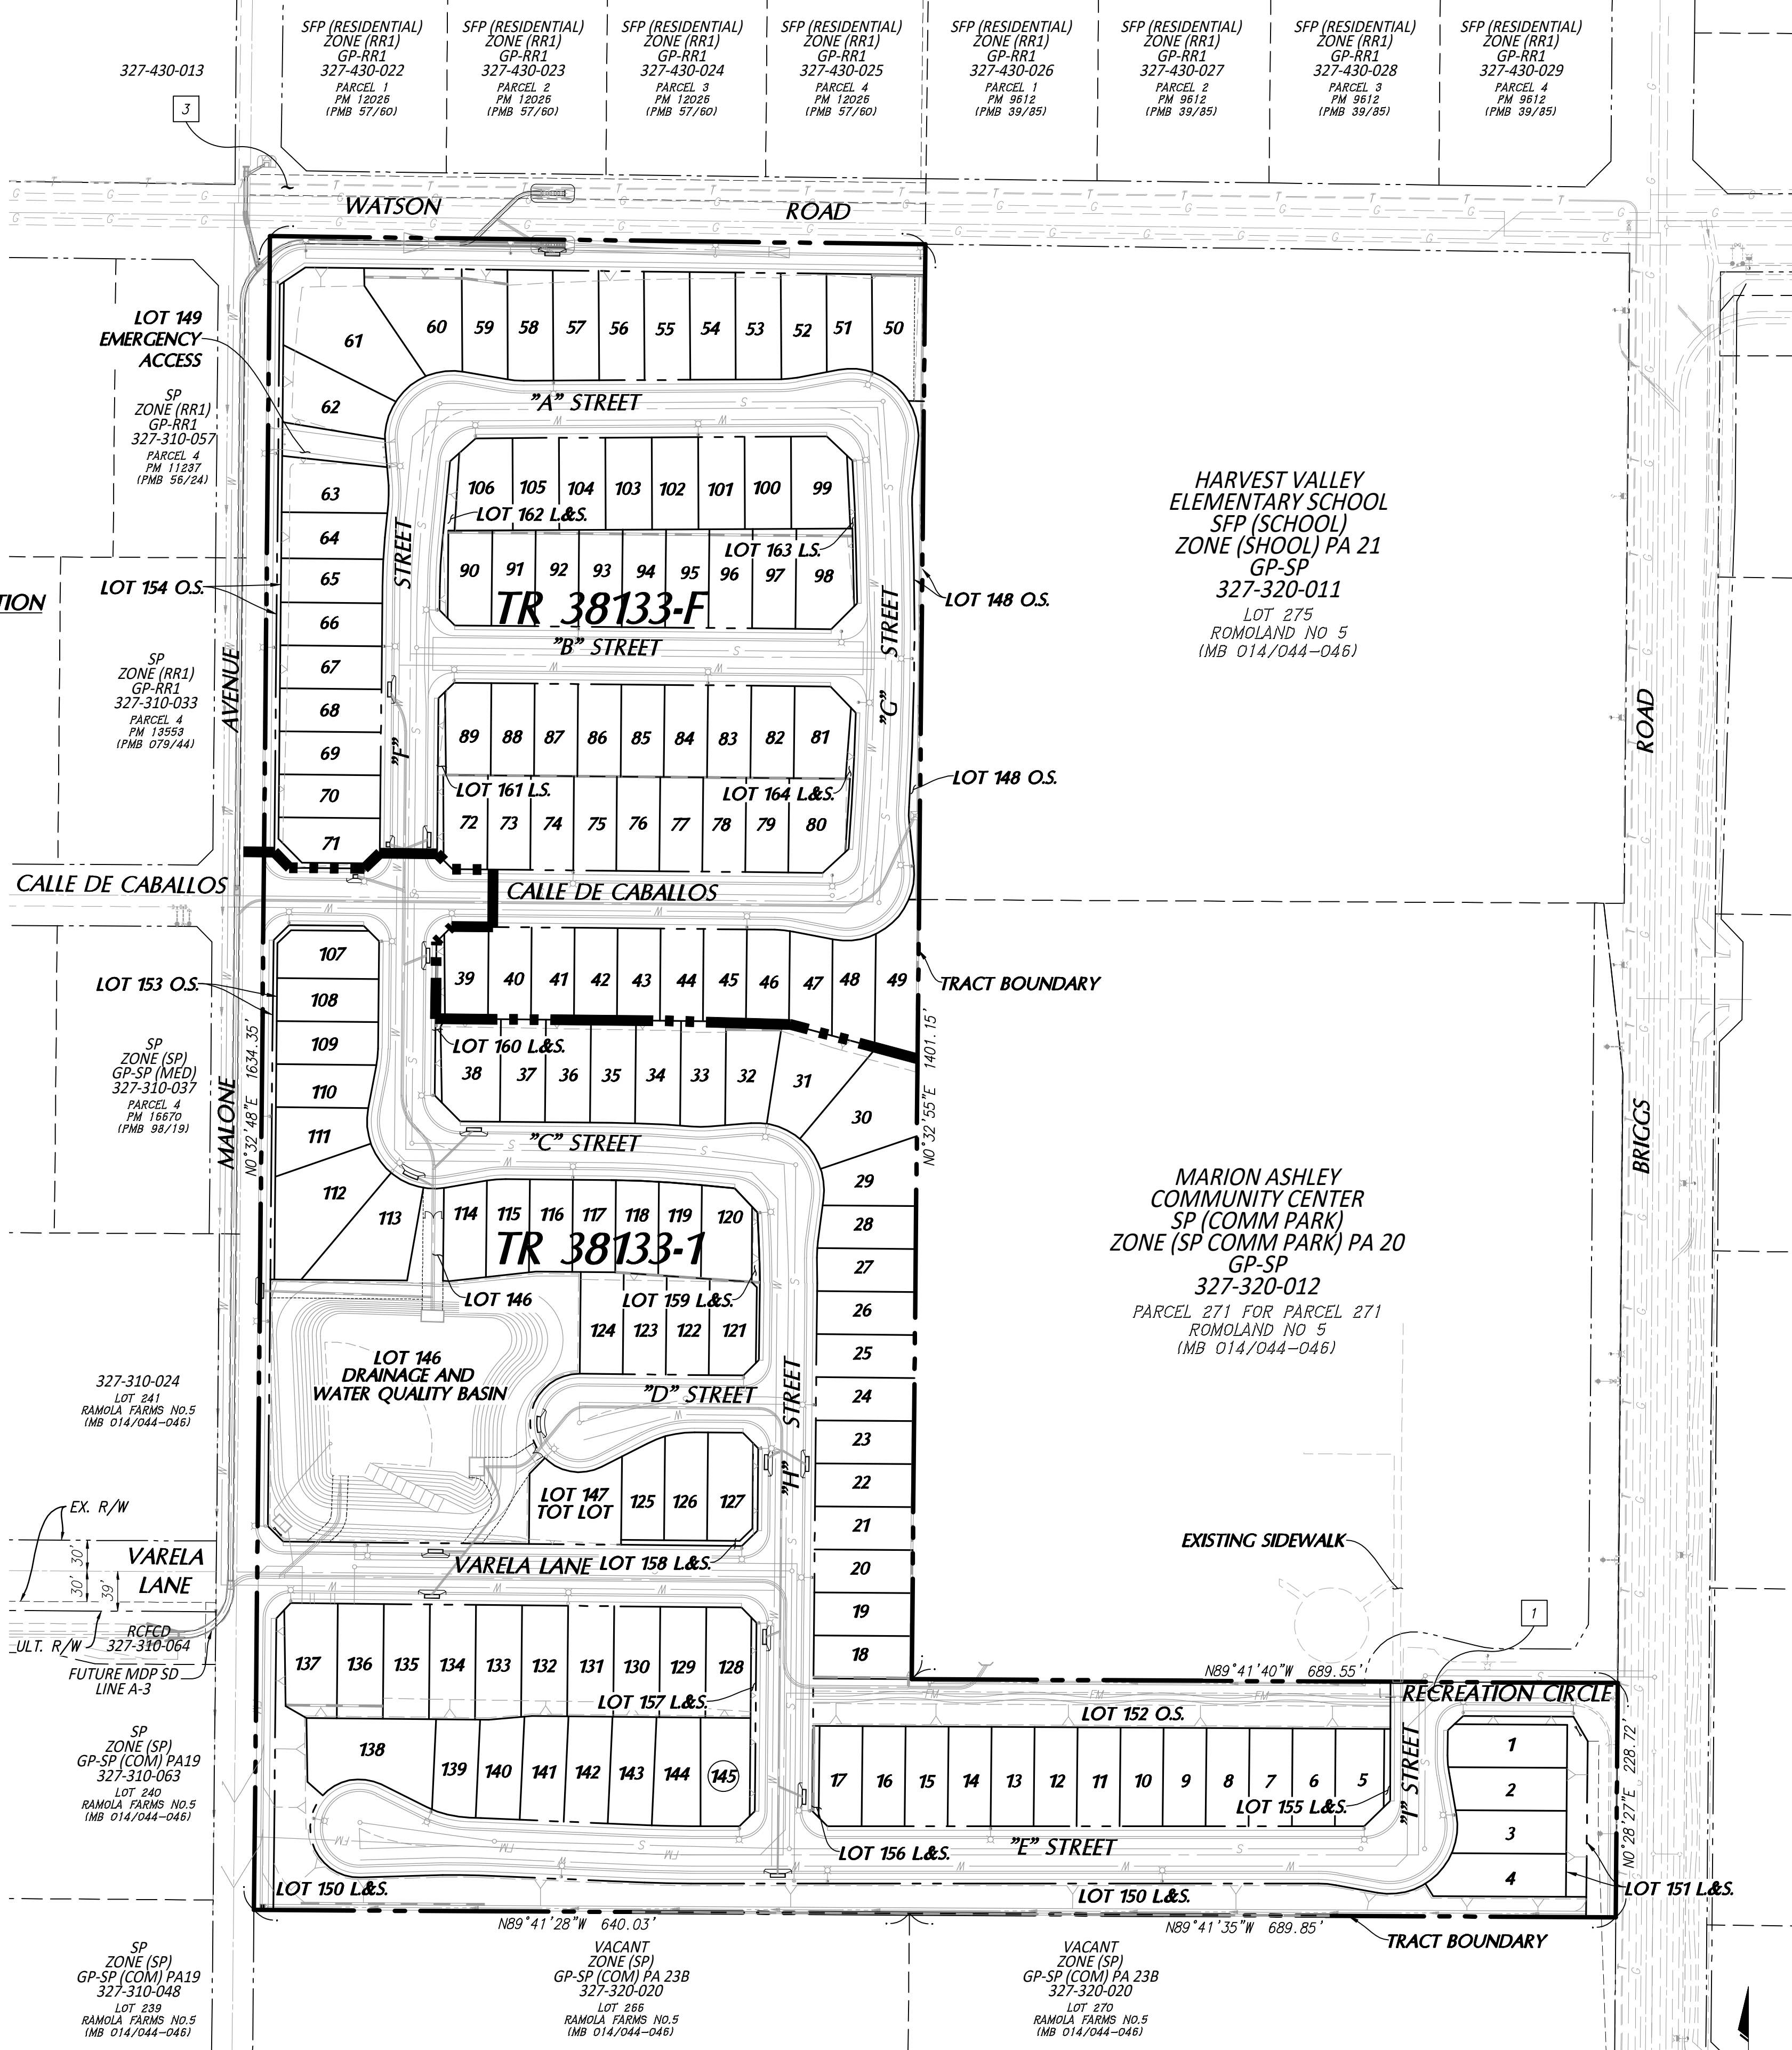 SFP (RESIDENTIAL)
ZONE (RR1)
GP-RR1
327-430-022
PARCEL 1
PM 12026
(PMB 57/60)
SFP (RESIDENTIAL)
ZONE (RR1)
GP-RR1
327-430-023
PARCEL 2
PM 12026
(PMB 57/60)
SFP (RESIDENTIAL)
ZONE (RR1)
GP-RR1
327-430-024
PARCEL 3
PM 12026
(PMB 57/60)
SFP (RESIDENTIAL)
ZONE (RR1)
GP-RR1
327-430-025
PARCEL 4
PM 12026
(PMB 57/60)
SFP (RESIDENTIAL)
ZONE (RR1)
GP-RR1
327-430-026
PARCEL 1
PM 9612
(PMB 39/85)
SFP (RESIDENTIAL)
ZONE (RR1)
GP-RR1
327-430-027
PARCEL 2
PM 9612
(PMB 39/85)
SFP (RESIDENTIAL)
ZONE (RR1)
GP-RR1
327-430-028
PARCEL 3
PM 9612
(PMB 39/85)
SFP (RESIDENTIAL)
ZONE (RR1)
GP-RR1
327-430-029
PARCEL 4
PM 9612
(PMB 39/85)
327-430-013
3
WATSON ROAD
LOT 149
EMERGENCY
ACCESS
61
60 59 58 57 56 55 54 53 52 51 50
62
"A" STREET
SP
ZONE (RR1)
GP-RR1
327-310-057
PARCEL 4
PM 11237
(PMB 56/24)
63
64
65
66
67
68
69
70
71
106 105 104 103 102 101 100 99
LOT 162 L.&S.
LOT 163 L.S.
90 91 92 93 94 95 96 97 98
TR 38133-F
"B" STREET
"F" STREET
"G" STREET
LOT 154 O.S.
TION
LOT 148 O.S.
HARVEST VALLEY
ELEMENTARY SCHOOL
SFP (SCHOOL)
ZONE (SHOOL) PA 21
GP-SP
327-320-011
LOT 275
ROMOLAND NO 5
(MB 014/044-046)
SP
ZONE (RR1)
GP-RR1
327-310-033
PARCEL 4
PM 13553
(PMB 079/44)
MALONE AVENUE
BRIGGS ROAD
89 88 87 86 85 84 83 82 81
LOT 161 L.S.
LOT 164 L.&S.
LOT 148 O.S.
72 73 74 75 76 77 78 79 80
CALLE DE CABALLOS
CALLE DE CABALLOS
107
108
109
110
111
112
113
39 40 41 42 43 44 45 46 47 48 49
LOT 153 O.S.
TRACT BOUNDARY
N0°32'48"E 1634.35'
N0°32'55"E 1401.15'
SP
ZONE (SP)
GP-SP (MED)
327-310-037
PARCEL 4
PM 16670
(PMB 98/19)
LOT 160 L.&S.
38 37 36 35 34 33 32 31 30
"C" STREET
29
28
27
26
25
24
23
22
21
20
19
18
114 115 116 117 118 119 120
TR 38133-1
LOT 146
LOT 159 L.&S.
124 123 122 121
MARION ASHLEY
COMMUNITY CENTER
SP (COMM PARK)
ZONE (SP COMM PARK) PA 20
GP-SP
327-320-012
PARCEL 271 FOR PARCEL 271
ROMOLAND NO 5
(MB 014/044-046)
LOT 146
DRAINAGE AND
WATER QUALITY BASIN
"D" STREET
"H" STREET
327-310-024
LOT 241
RAMOLA FARMS NO.5
(MB 014/044-046)
LOT 147
TOT LOT
125 126 127
EX. R/W
30'
30'
39'
VARELA
LANE
VARELA LANE
LOT 158 L.&S.
EXISTING SIDEWALK
1
ULT. R/W
RCFCD
327-310-064
FUTURE MDP SD
LINE A-3
137 136 135 134 133 132 131 130 129 128
LOT 157 L.&S.
N89°41'40"W 689.55'
RECREATION CIRCLE
LOT 152 O.S.
138 139 140 141 142 143 144 145
17 16 15 14 13 12 11 10 9 8 7 6 5
LOT 155 L.&S.
"I" STREET
1
2
3
4
N0°28'27"E 228.72'
SP
ZONE (SP)
GP-SP (COM) PA19
327-310-063
LOT 240
RAMOLA FARMS NO.5
(MB 014/044-046)
LOT 156 L.&S.
"E" STREET
LOT 150 L.&S.
LOT 150 L.&S.
LOT 151 L.&S.
N89°41'28"W 640.03'
N89°41'35"W 689.85'
TRACT BOUNDARY
SP
ZONE (SP)
GP-SP (COM) PA19
327-310-048
LOT 239
RAMOLA FARMS NO.5
(MB 014/044-046)
VACANT
ZONE (SP)
GP-SP (COM) PA 23B
327-320-020
LOT 266
RAMOLA FARMS NO.5
(MB 014/044-046)
VACANT
ZONE (SP)
GP-SP (COM) PA 23B
327-320-020
LOT 270
RAMOLA FARMS NO.5
(MB 014/044-046)